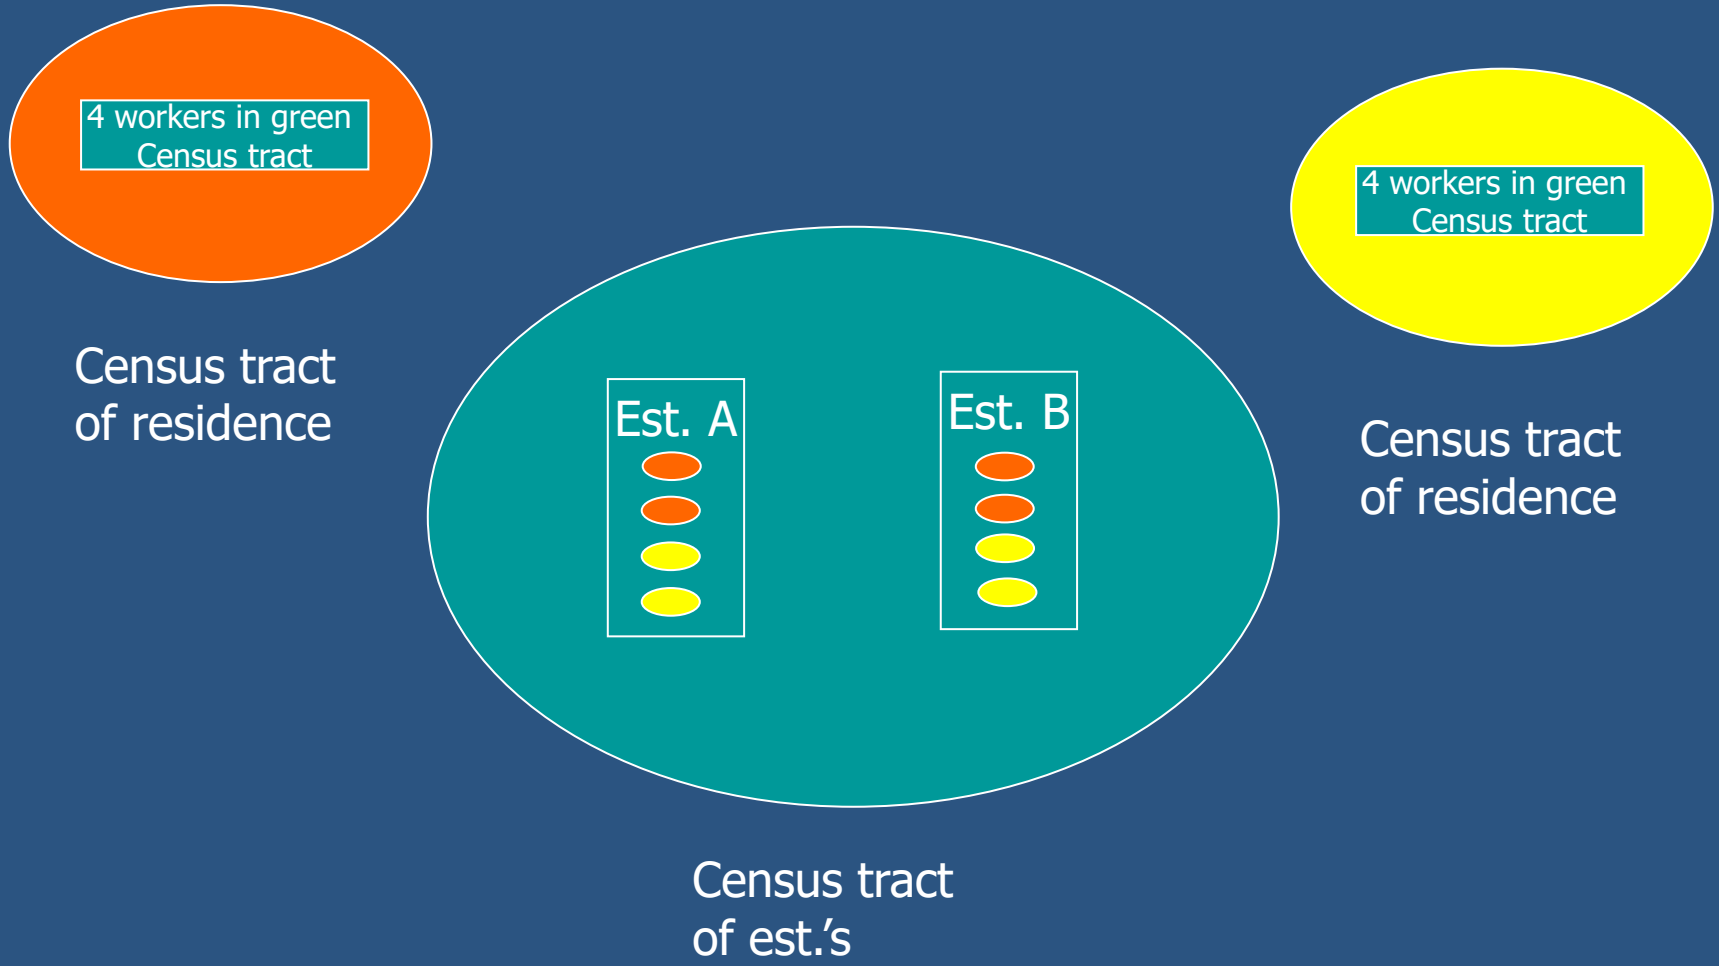 4 workers in green
Census tract
4 workers in green
Census tract
Census tract
of residence
Est. A
Est. B
Census tract
of residence
Census tract
of est.’s